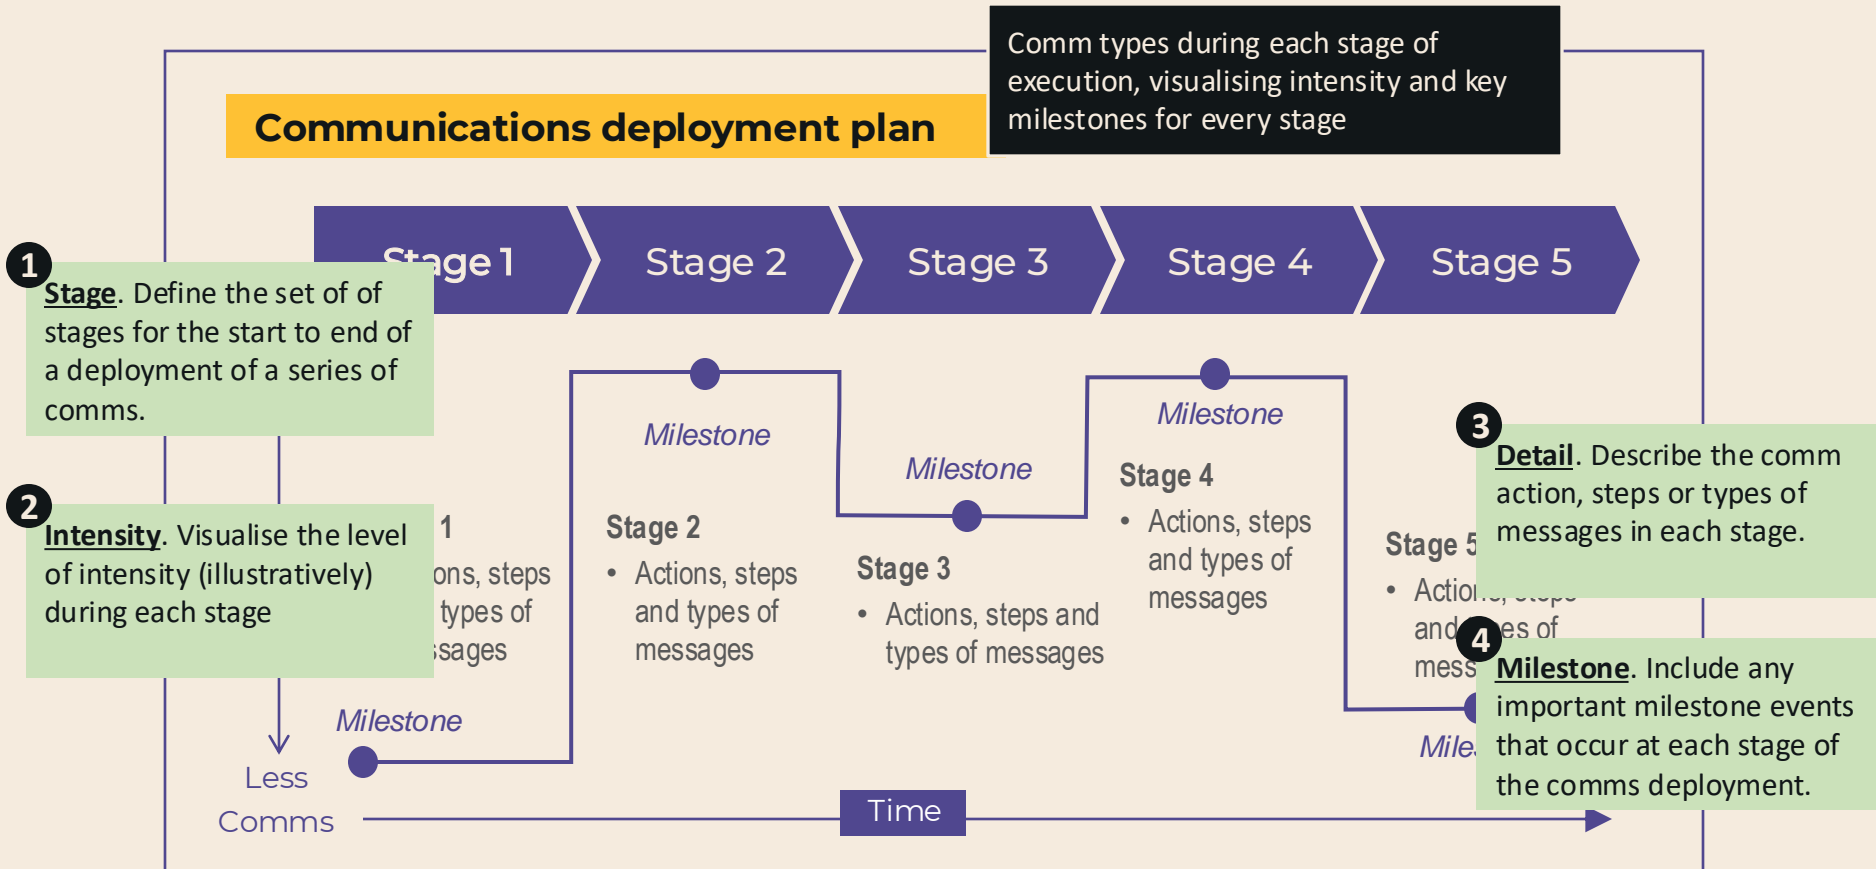 Comm types during each stage of
execution, visualising intensity and key
milestones for every stage
Communications deployment plan
Stage 1
Stage 2
Stage 3
Stage 4
Stage 5
1
Stage. Define the set of of
stages for the start to end of
a deployment of a series of
comms.
2
Intensity. Visualise the level
of intensity (illustratively)
during each stage
1
steps
types of
Milestone
Milestone
Stage 2
• Actions, steps
and types of
messages
Milestone
Stage 3
• Actions, steps and
types of messages
Milestone
Stage 4
• Actions, steps
and types of
messages
Stage 5
•
and
of
3
Detail. Describe the comm
action, steps or types of
messages in each stage.
4
Milestone. Include any
important milestone events
that occur at each stage of
the comms deployment.
Less
Comms
Time